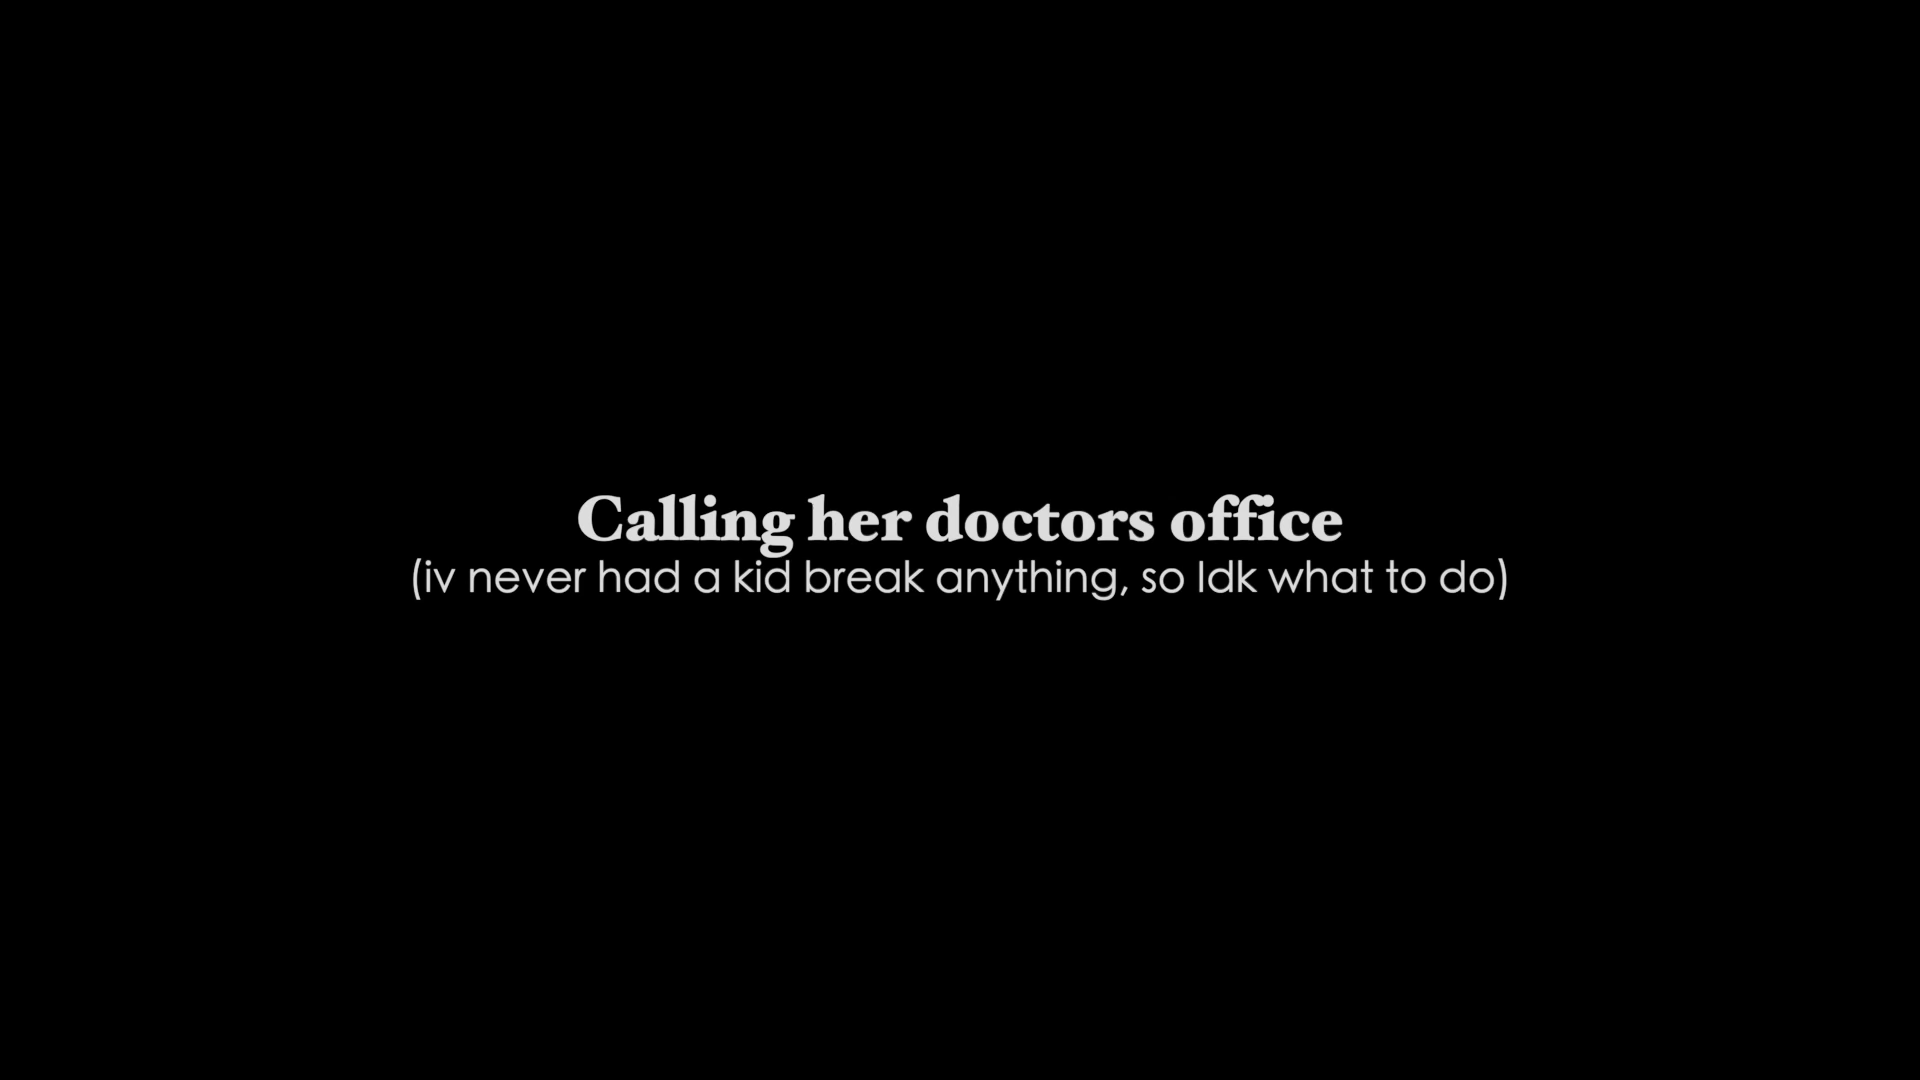 Calling her doctors office
(iv never had a kid break anything, so Idk what to do)